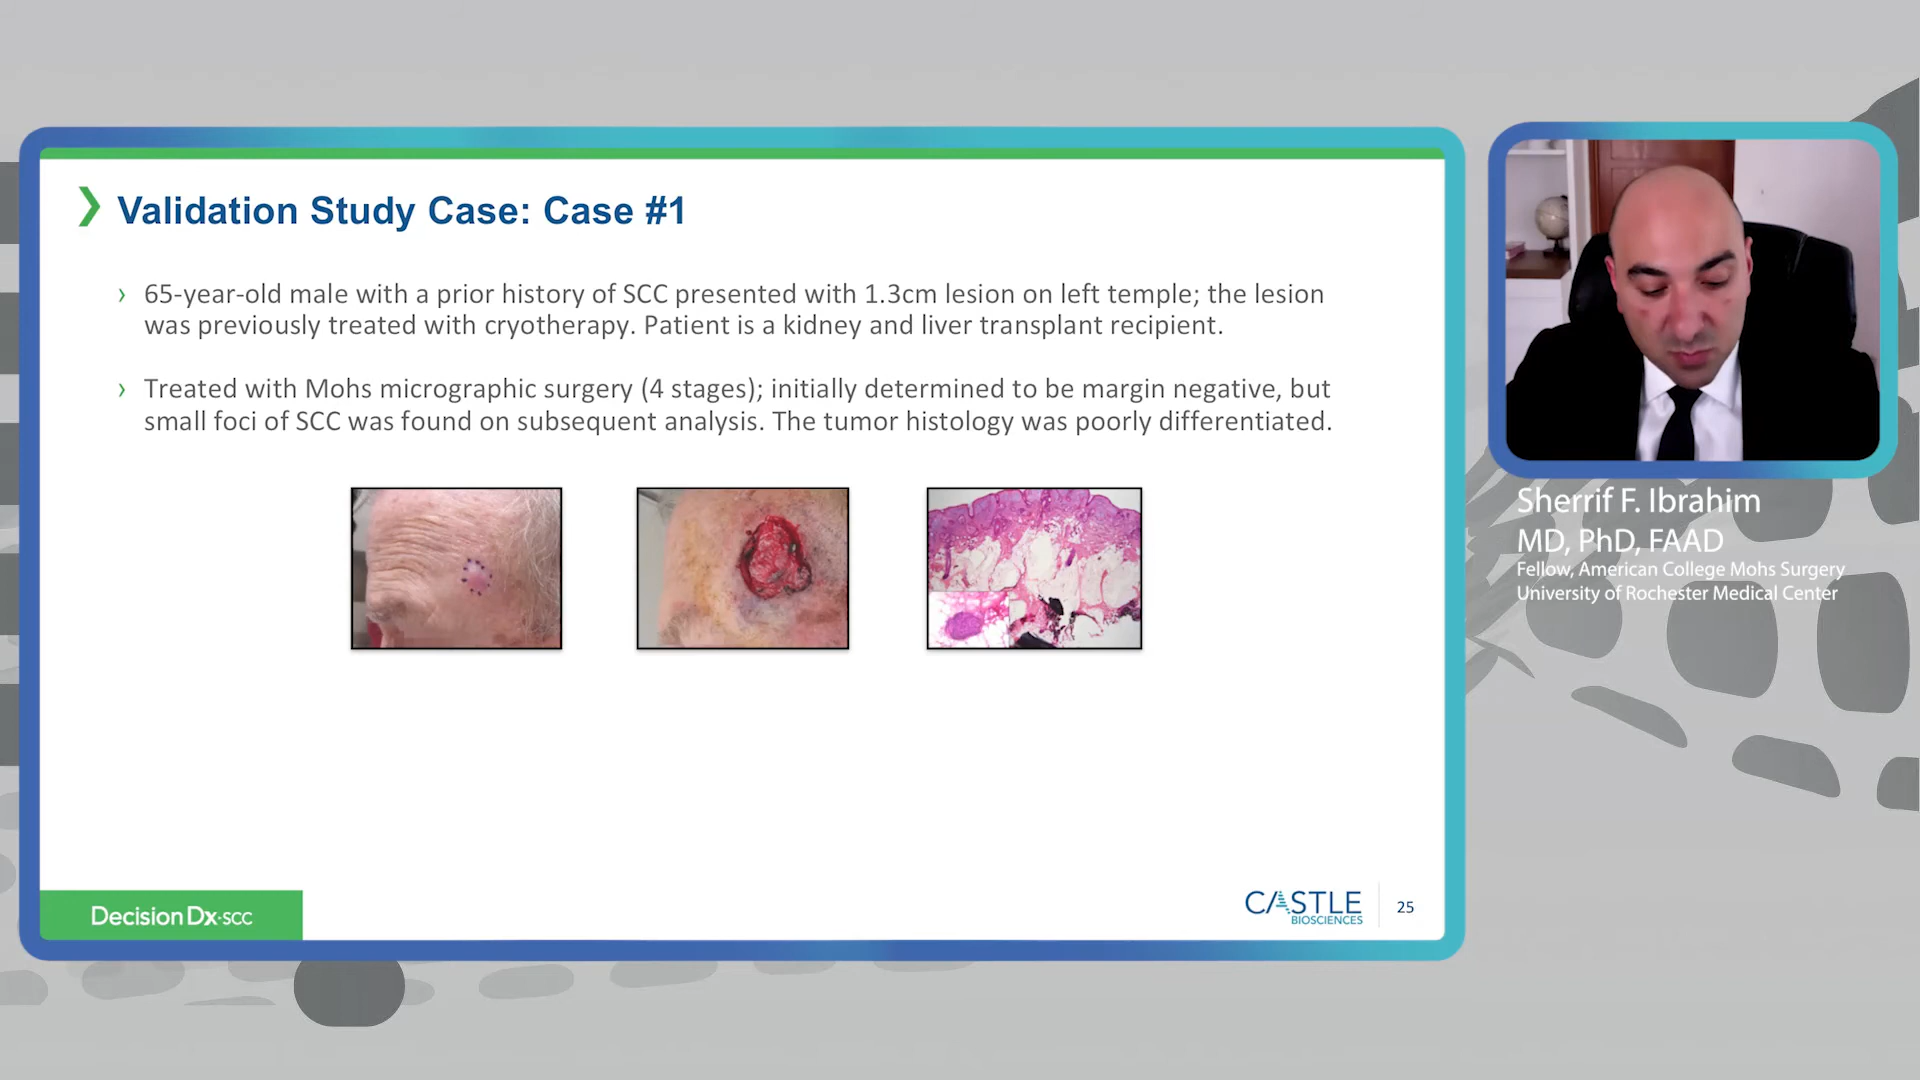 Validation Study Case: Case #1
› 65-year-old male with a prior history of SCC presented with 1.3cm lesion on left temple; the lesion
was previously treated with cryotherapy. Patient is a kidney and liver transplant recipient.
› Treated with Mohs micrographic surgery (4 stages); initially determined to be margin negative, but
small foci of SCC was found on subsequent analysis. The tumor histology was poorly differentiated.
DecisionDx·SCC
CASTLE
BIOSCIENCES
25
Sherrif F. Ibrahim
MD, PhD, FAAD
Fellow, American College Mohs Surgery
University of Rochester Medical Center